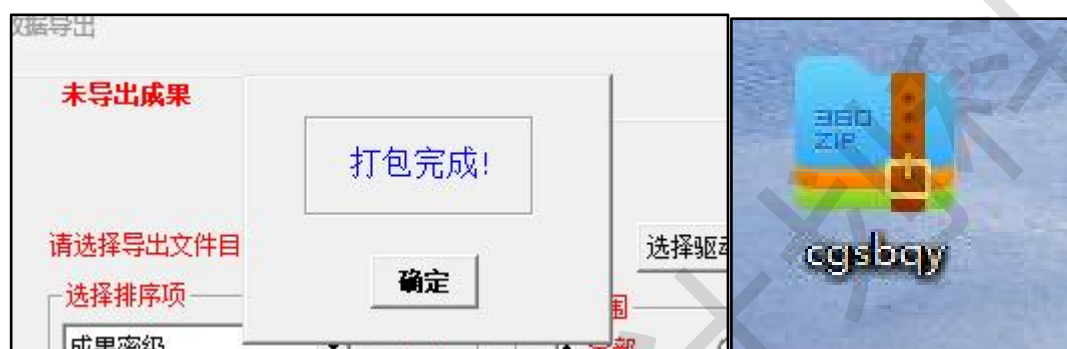 数据导出
未导出成果
打包完成!
请选择导出文件目
选择驱动
确定
选择排序项
围
成果密级
全部
360
ZIP
cgsbqy